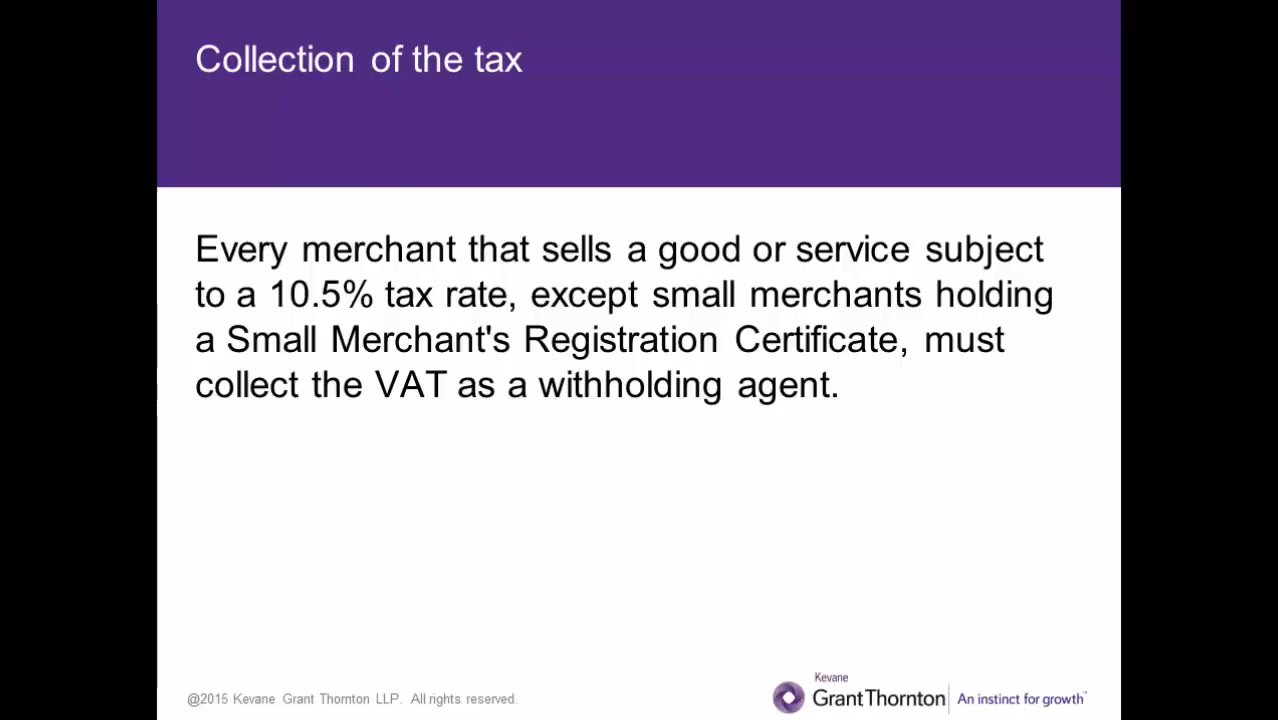 Collection of the tax
Every merchant that sells a good or service subject
to a 10.5% tax rate, except small merchants holding
a Small Merchant's Registration Certificate, must
collect the VAT as a withholding agent.
@2015 Kevane Grant Thornton LLP. All rights reserved.
Kevane
GrantThornton
An instinct for growth™